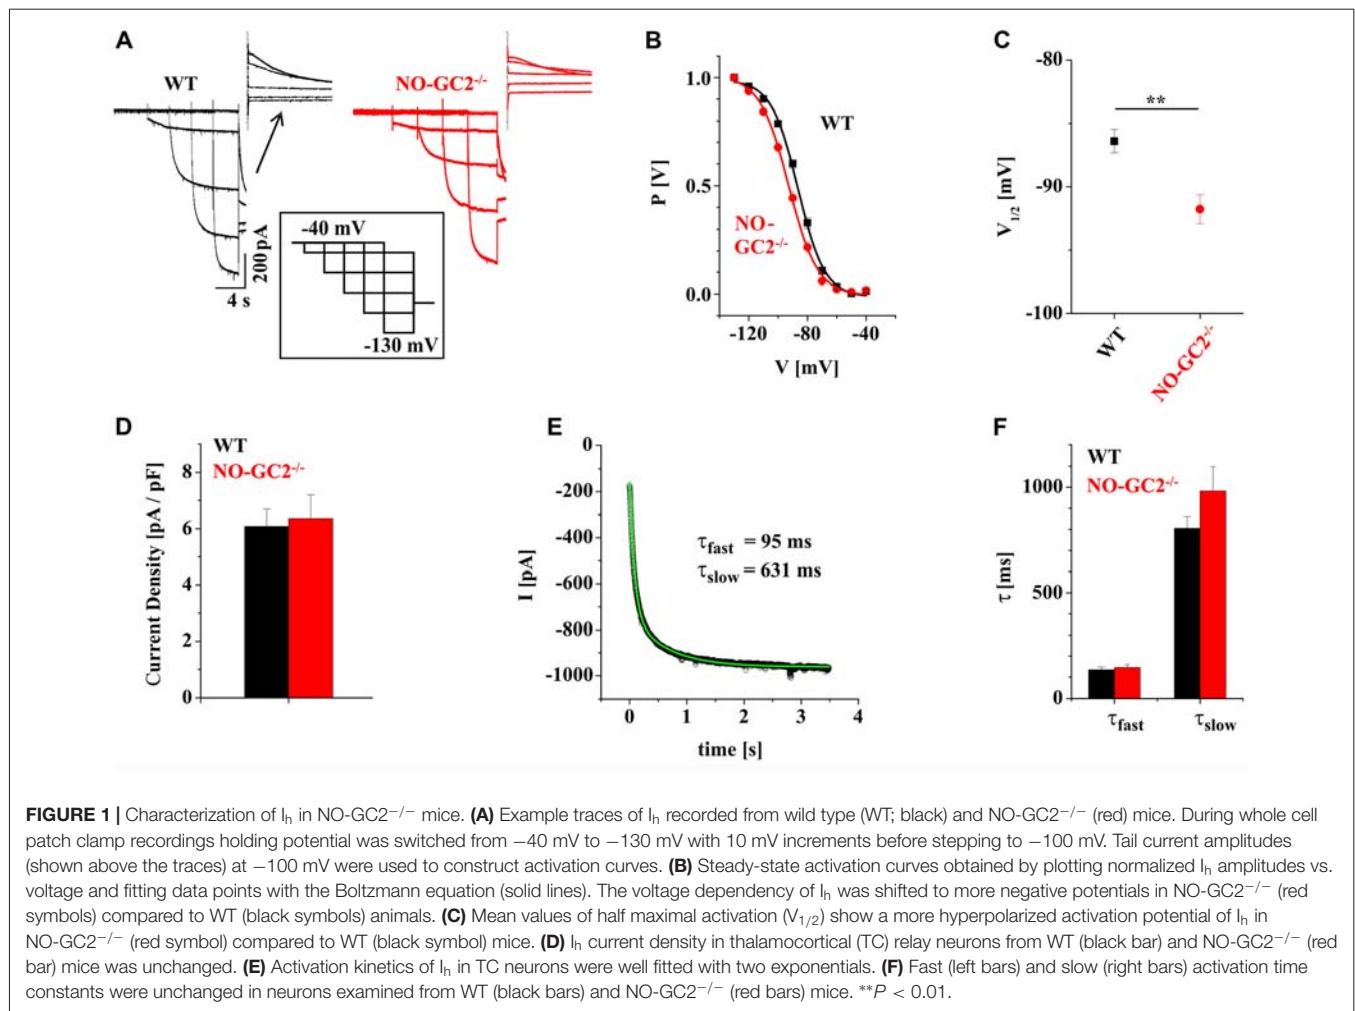 A
WT
NO-GC2-/-
200pA
4 s
-40 mV
-130 mV
B
1.0
0.5
0.0
P [V]
WT
NO-
GC2-/-
-120 -80 -40
V [mV]
C
-80
-90
-100
V1/2 [mV]
**
WT
NO-GC2-/-
D
WT
NO-GC2-/-
8
6
4
2
0
Current Density [pA / pF]
E
0
-200
-400
-600
-800
-1000
I [pA]
τfast = 95 ms
τslow = 631 ms
0 1 2 3 4
time [s]
F
WT
NO-GC2-/-
1000
500
0
τ [ms]
τfast τslow
FIGURE 1 | Characterization of Ih in NO-GC2−/− mice. (A) Example traces of Ih recorded from wild type (WT; black) and NO-GC2−/− (red) mice. During whole cell
patch clamp recordings holding potential was switched from −40 mV to −130 mV with 10 mV increments before stepping to −100 mV. Tail current amplitudes
(shown above the traces) at −100 mV were used to construct activation curves. (B) Steady-state activation curves obtained by plotting normalized Ih amplitudes vs.
voltage and fitting data points with the Boltzmann equation (solid lines). The voltage dependency of Ih was shifted to more negative potentials in NO-GC2−/− (red
symbols) compared to WT (black symbols) animals. (C) Mean values of half maximal activation (V1/2) show a more hyperpolarized activation potential of Ih in
NO-GC2−/− (red symbol) compared to WT (black symbol) mice. (D) Ih current density in thalamocortical (TC) relay neurons from WT (black bar) and NO-GC2−/− (red
bar) mice was unchanged. (E) Activation kinetics of Ih in TC neurons were well fitted with two exponentials. (F) Fast (left bars) and slow (right bars) activation time
constants were unchanged in neurons examined from WT (black bars) and NO-GC2−/− (red bars) mice. **P < 0.01.